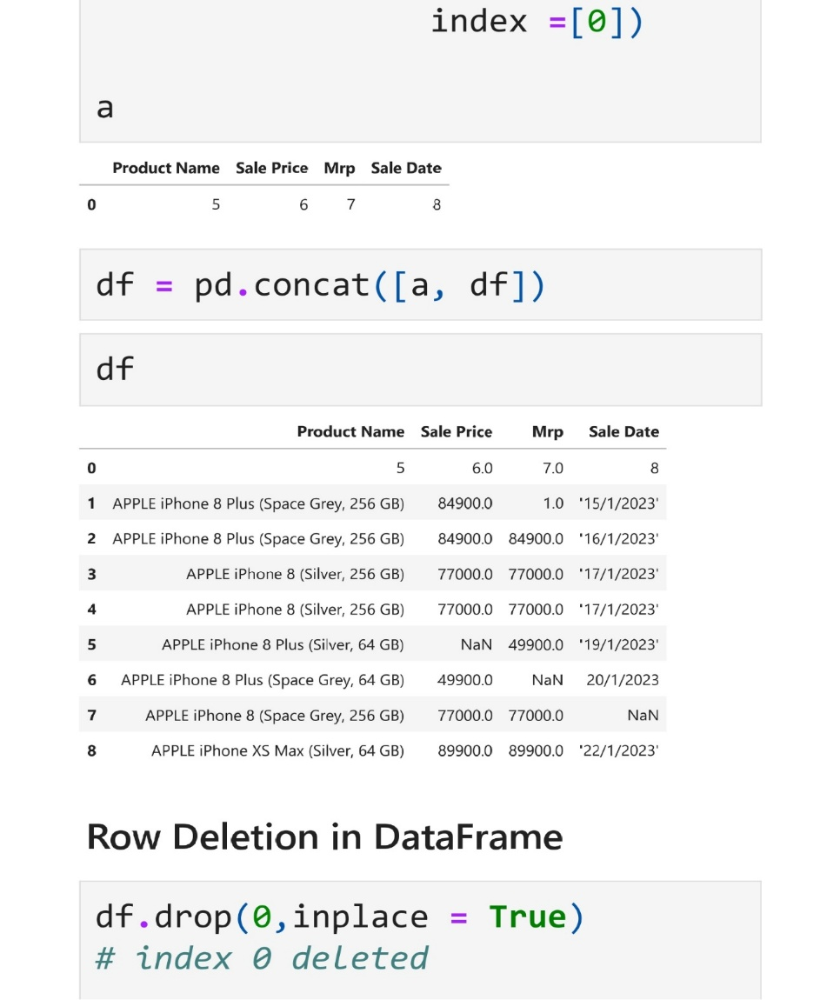 index =[0])
a
Product Name Sale Price Mrp Sale Date
0 5 6 7 8
df = pd.concat([a, df])
df
Product Name Sale Price Mrp Sale Date
0 5 6.0 7.0 8
1 APPLE iPhone 8 Plus (Space Grey, 256 GB) 84900.0 1.0 '15/1/2023'
2 APPLE iPhone 8 Plus (Space Grey, 256 GB) 84900.0 84900.0 '16/1/2023'
3 APPLE iPhone 8 (Silver, 256 GB) 77000.0 77000.0 '17/1/2023'
4 APPLE iPhone 8 (Silver, 256 GB) 77000.0 77000.0 '17/1/2023'
5 APPLE iPhone 8 Plus (Silver, 64 GB) NaN 49900.0 '19/1/2023'
6 APPLE iPhone 8 Plus (Space Grey, 64 GB) 49900.0 NaN 20/1/2023
7 APPLE iPhone 8 (Space Grey, 256 GB) 77000.0 77000.0 NaN
8 APPLE iPhone XS Max (Silver, 64 GB) 89900.0 89900.0 '22/1/2023'
Row Deletion in DataFrame
df.drop(0,inplace = True)
# index 0 deleted